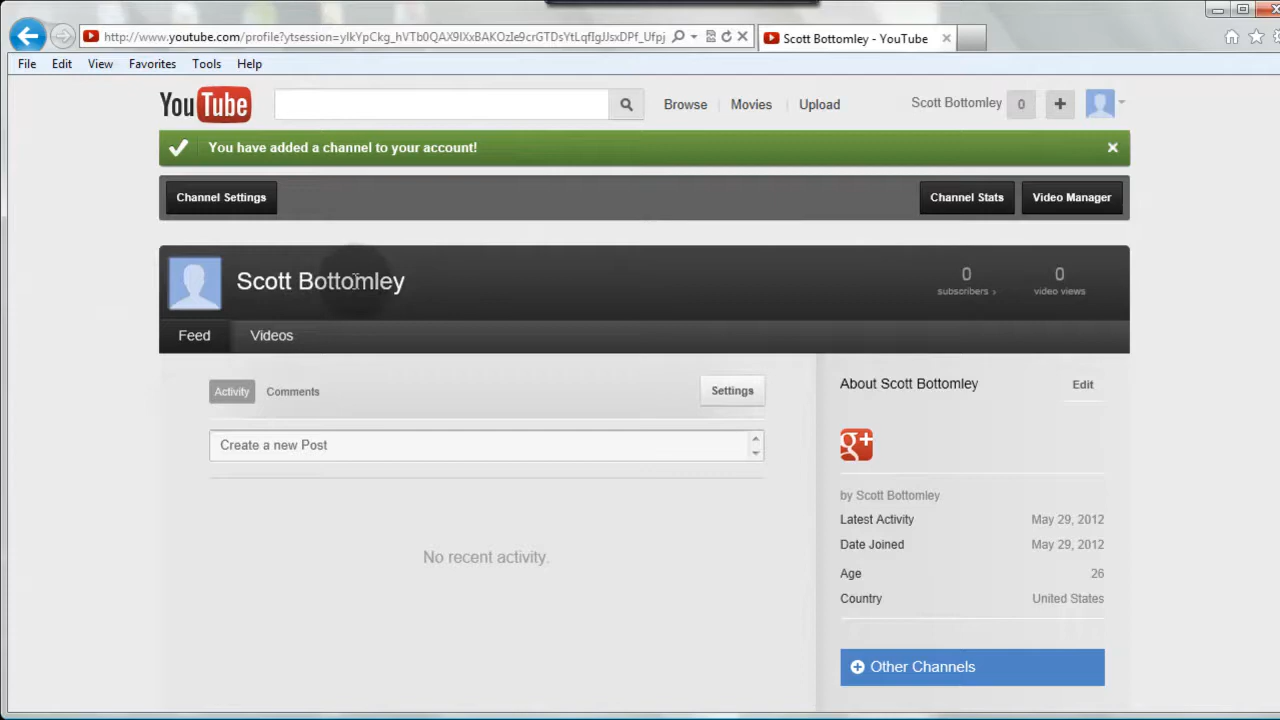 http://www.youtube.com/profile?ytsession=
Scott Bottomley - YouTube
File Edit View Favorites Tools Help
YouTube Browse Movies Upload Scott Bottomley 0 +
You have added a channel to your account!
Channel Settings Channel Stats Video Manager
Scott Bottomley 0 subscribers › 0 video views
Feed Videos
Activity Comments Settings
Create a new Post
No recent activity.
About Scott Bottomley Edit
g+
by Scott Bottomley
Latest Activity May 29, 2012
Date Joined May 29, 2012
Age 26
Country United States
Other Channels